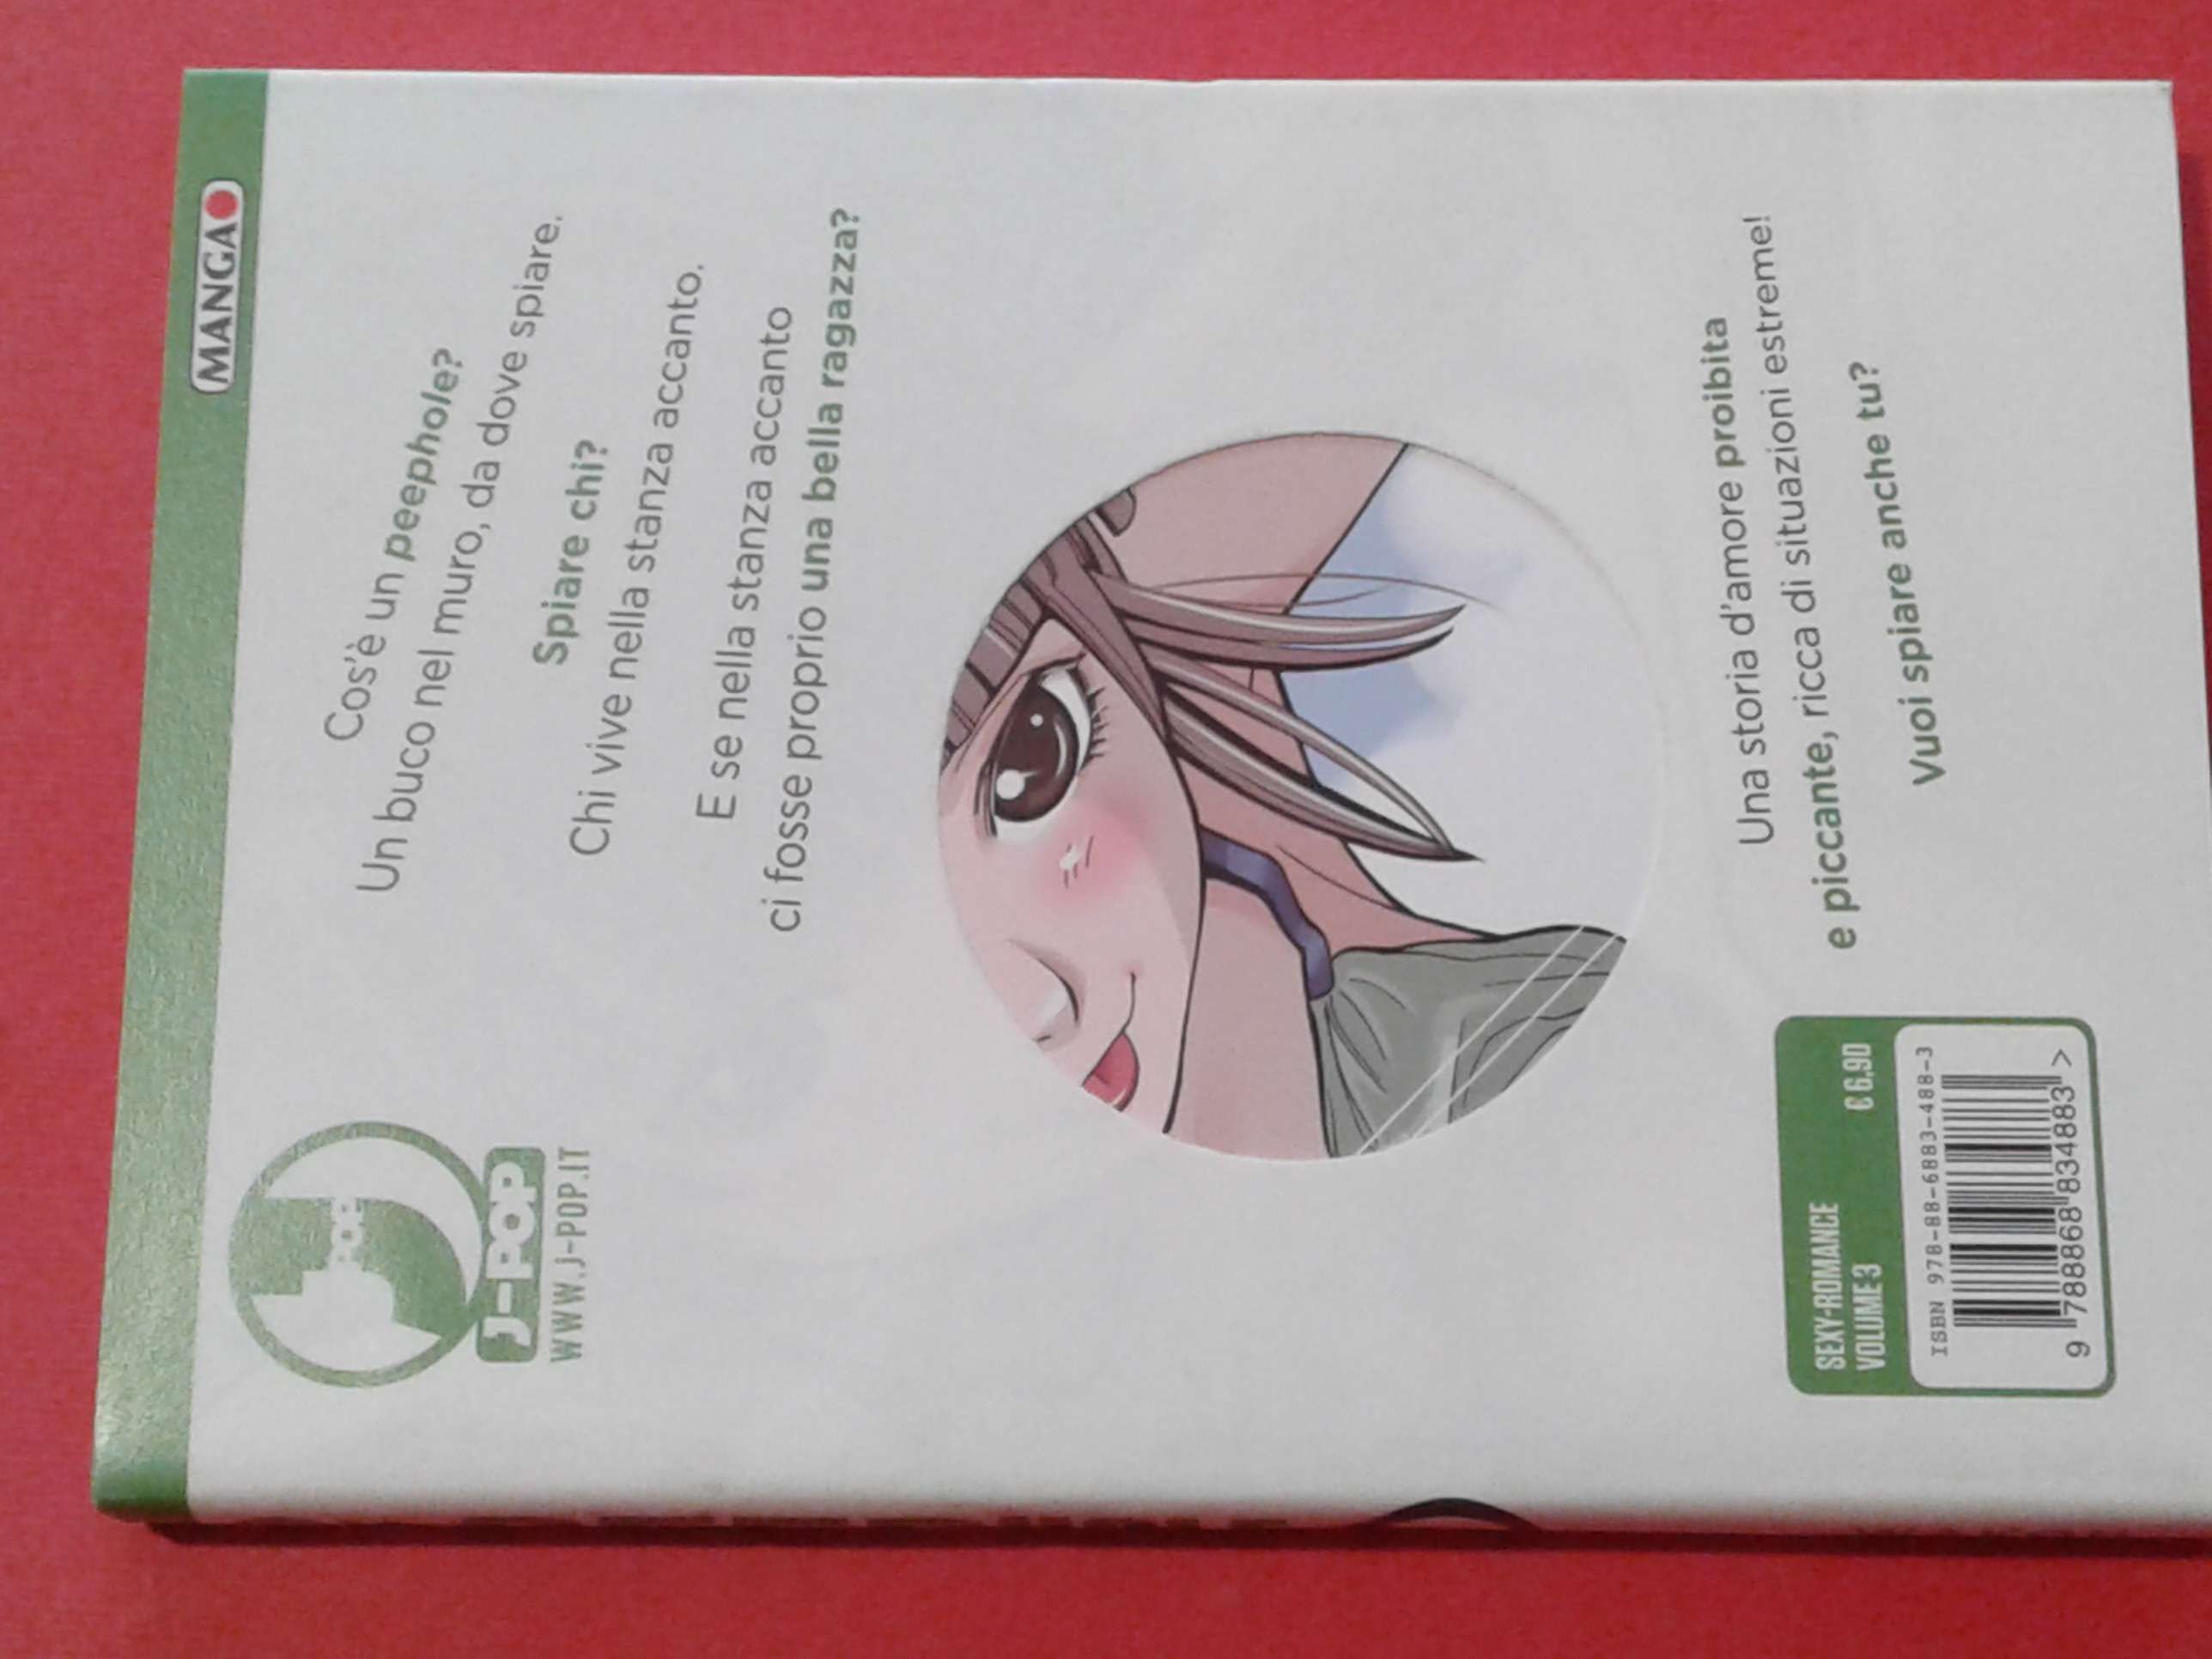 MANGA
POP
J-POP
WWW.J-POP.IT
Cos'è un peephole?
Un buco nel muro, da dove spiare.
Spiare chi?
Chi vive nella stanza accanto.
E se nella stanza accanto
ci fosse proprio una bella ragazza?
Una storia d'amore proibita
e piccante, ricca di situazioni estreme!
Vuoi spiare anche tu?
SEXY-ROMANCE
VOLUME 3 € 6,90
ISBN 978-88-6883-488-3
9 788868 834883 >